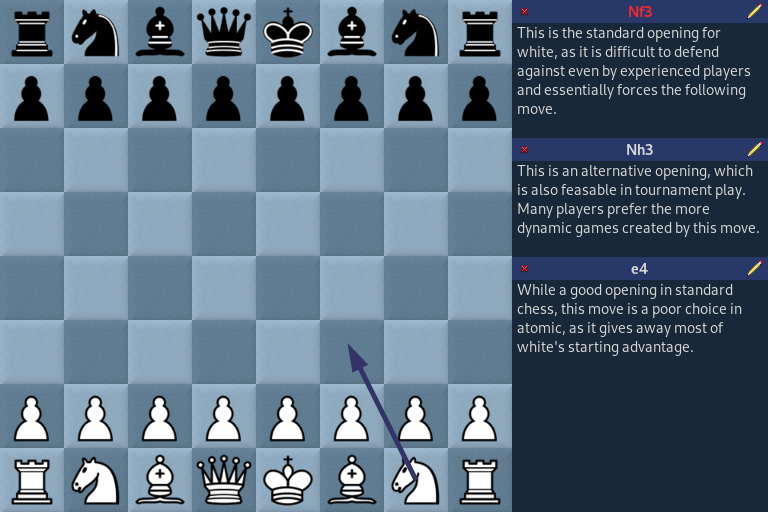 Nf3
This is the standard opening for
white, as it is difficult to defend
against even by experienced players
and essentially forces the following
move.
Nh3
This is an alternative opening, which
is also feasable in tournament play.
Many players prefer the more
dynamic games created by this move.
e4
While a good opening in standard
chess, this move is a poor choice in
atomic, as it gives away most of
white's starting advantage.